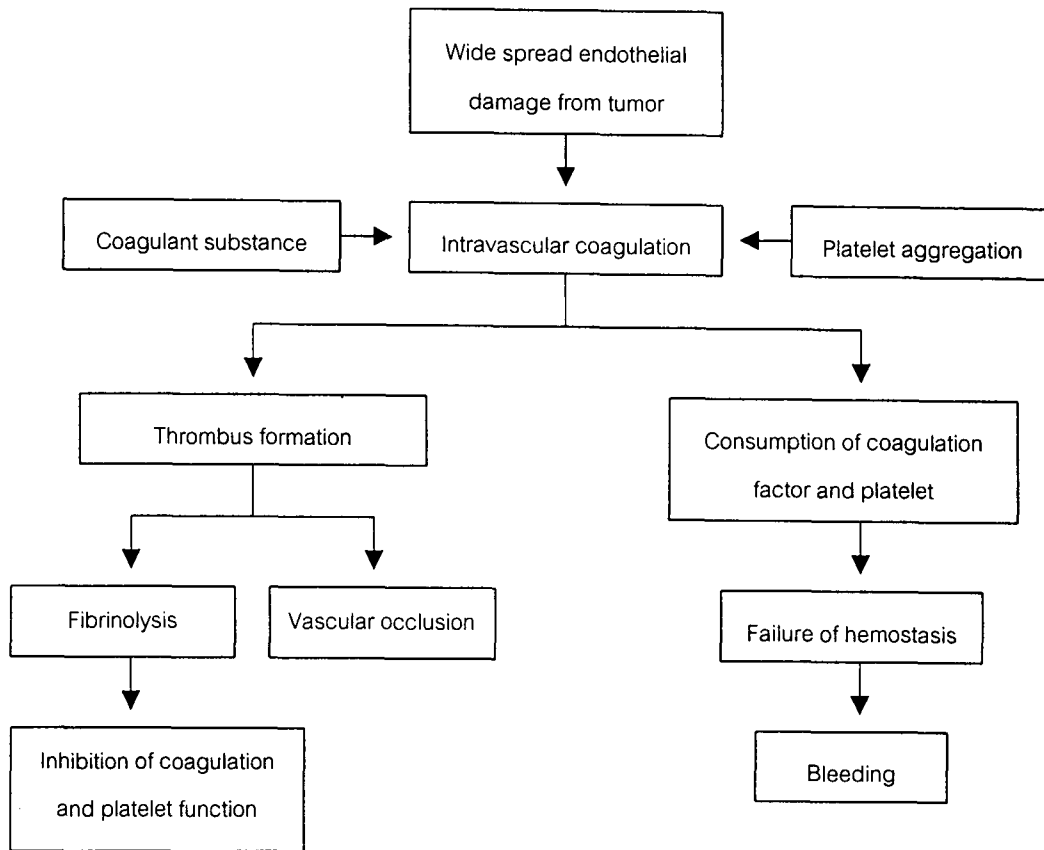 Wide spread endothelial
damage from tumor
Coagulant substance
Intravascular coagulation
Platelet aggregation
Thrombus formation
Consumption of coagulation
factor and platelet
Fibrinolysis
Vascular occlusion
Failure of hemostasis
Inhibition of coagulation
and platelet function
Bleeding